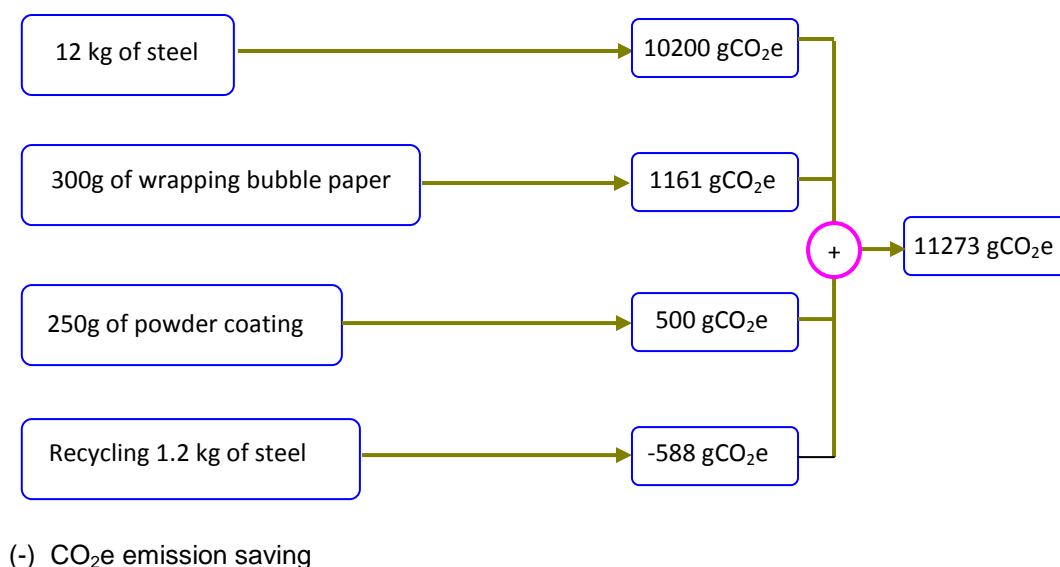 12 kg of steel
10200 gCO₂e
300g of wrapping bubble paper
1161 gCO₂e
+
11273 gCO₂e
250g of powder coating
500 gCO₂e
Recycling 1.2 kg of steel
-588 gCO₂e
(-) CO₂e emission saving